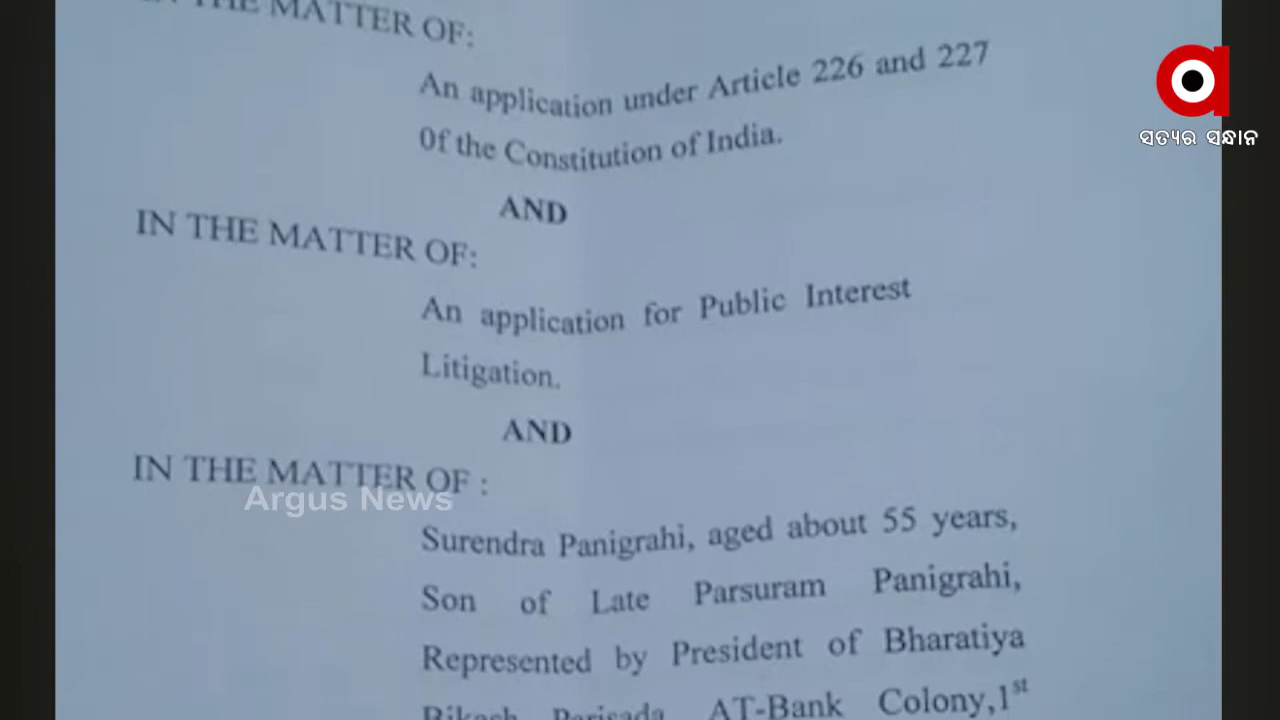 IN THE MATTER OF:
An application under Article 226 and 227
0f the Constitution of India.
AND
IN THE MATTER OF:
An application for Public Interest
Litigation.
AND
IN THE MATTER OF :
Surendra Panigrahi, aged about 55 years,
Son of Late Parsuram Panigrahi,
Represented by President of Bharatiya
Bikash Parisada, AT-Bank Colony,1st
ସତ୍ୟର ସନ୍ଧାନ
Argus News